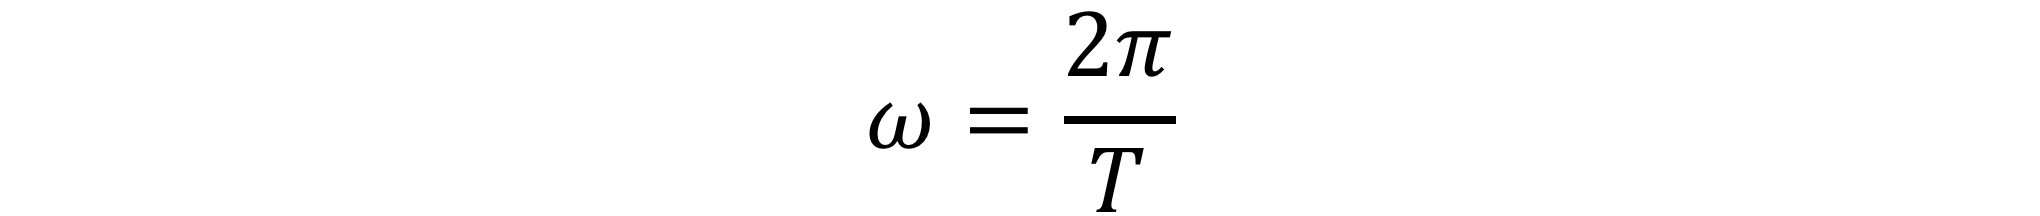 ω = 2π/T